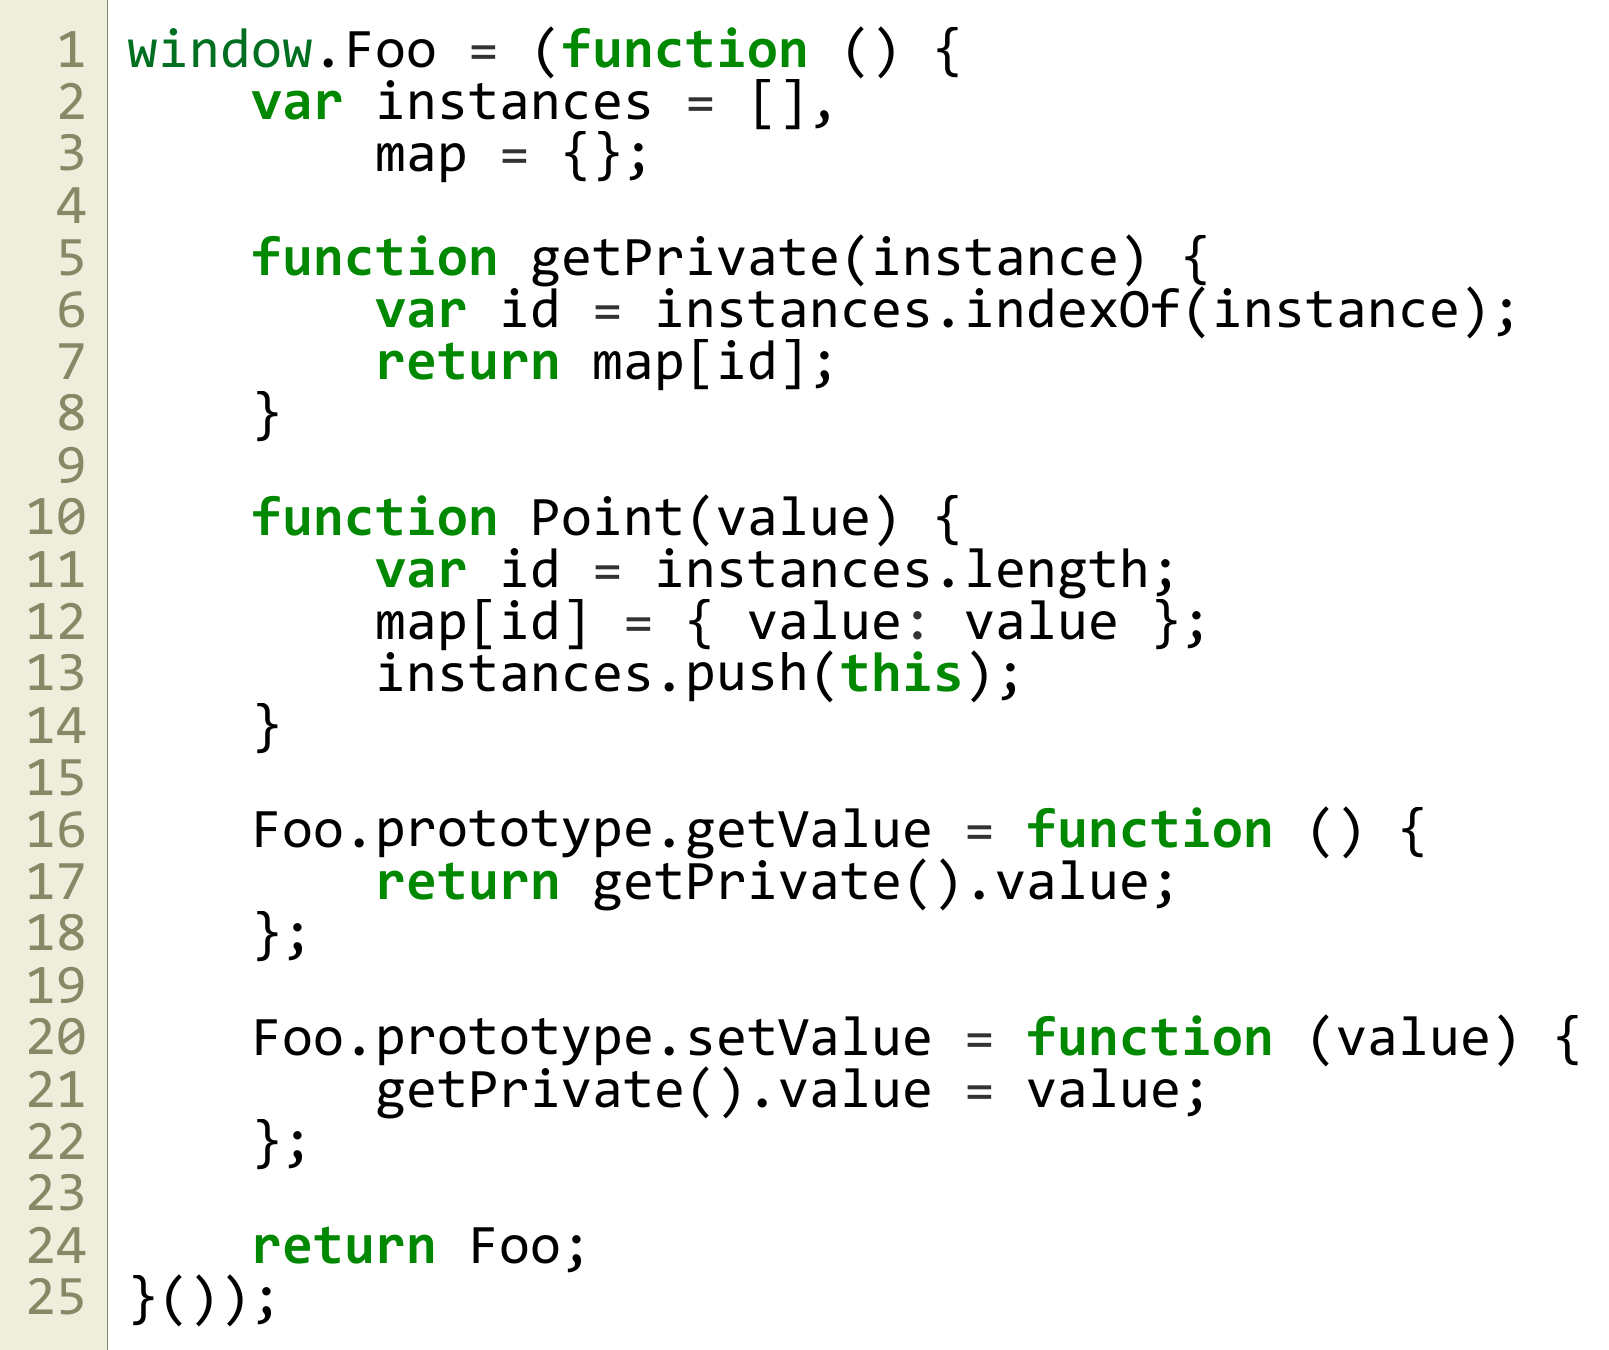 1 window.Foo = (function () {
2     var instances = [],
3         map = {};
4
5     function getPrivate(instance) {
6         var id = instances.indexOf(instance);
7         return map[id];
8     }
9
10     function Point(value) {
11         var id = instances.length;
12         map[id] = { value: value };
13         instances.push(this);
14     }
15
16     Foo.prototype.getValue = function () {
17         return getPrivate().value;
18     };
19
20     Foo.prototype.setValue = function (value) {
21         getPrivate().value = value;
22     };
23
24     return Foo;
25 }());